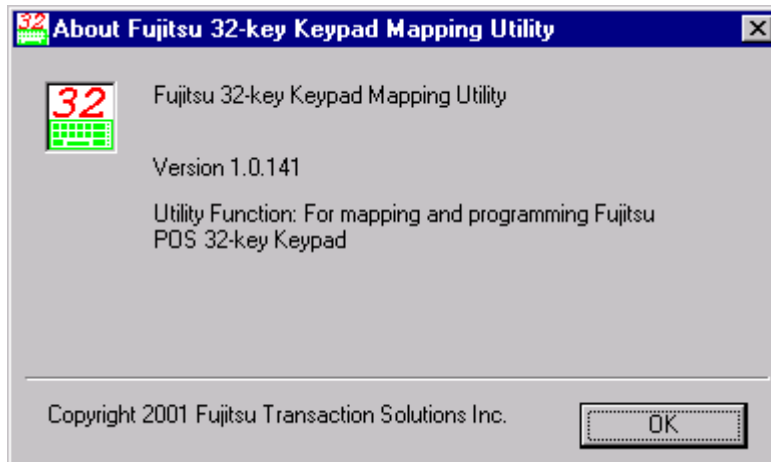 32 About Fujitsu 32-key Keypad Mapping Utility
32 Fujitsu 32-key Keypad Mapping Utility
Version 1.0.141
Utility Function: For mapping and programming Fujitsu
POS 32-key Keypad
Copyright 2001 Fujitsu Transaction Solutions Inc.
OK